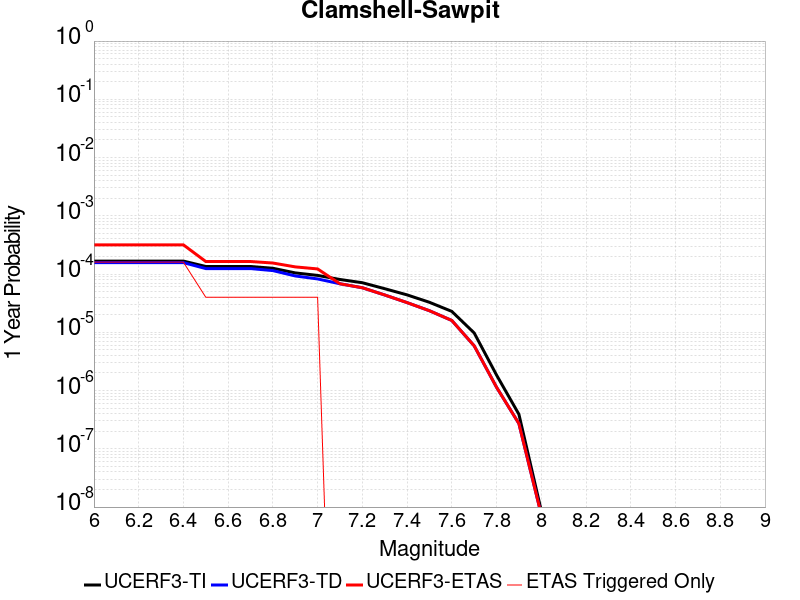 Clamshell-Sawpit
1 Year Probability
10^0
10^-1
10^-2
10^-3
10^-4
10^-5
10^-6
10^-7
10^-8
6 6.2 6.4 6.6 6.8 7 7.2 7.4 7.6 7.8 8 8.2 8.4 8.6 8.8 9
Magnitude
UCERF3-TI UCERF3-TD UCERF3-ETAS ETAS Triggered Only